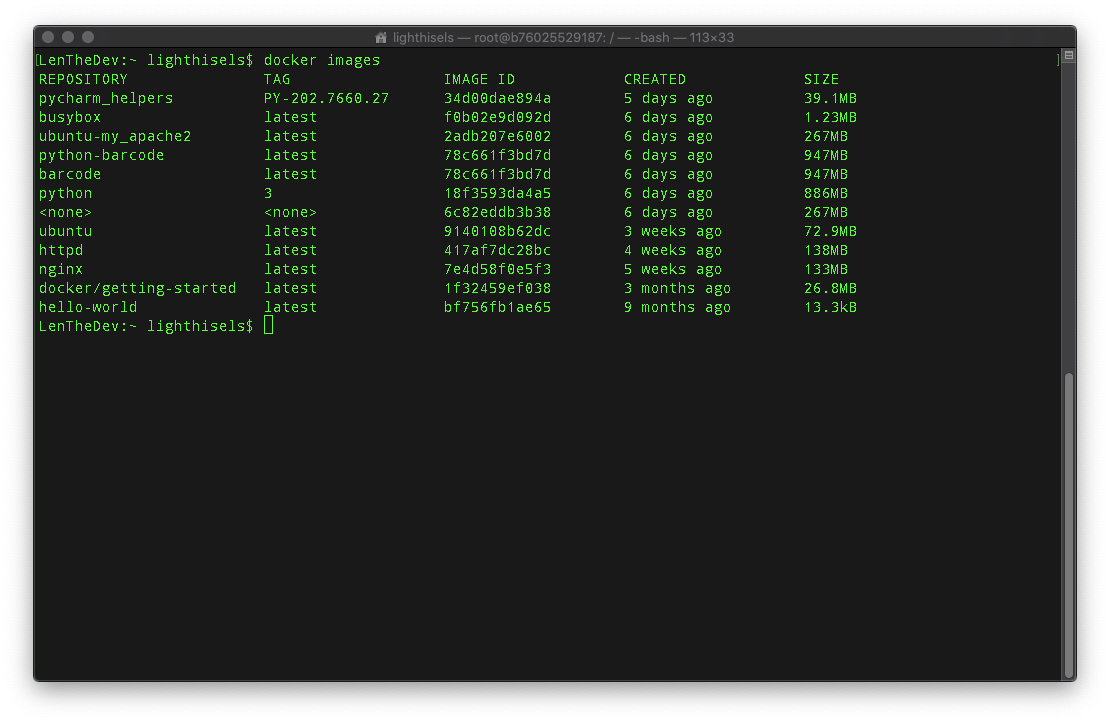 lighthisels — root@b76025529187: / — -bash — 113×33
[LenTheDev:~ lighthisels$ docker images ]
REPOSITORY TAG IMAGE ID CREATED SIZE
pycharm_helpers PY-202.7660.27 34d00dae894a 5 days ago 39.1MB
busybox latest f0b02e9d092d 6 days ago 1.23MB
ubuntu-my_apache2 latest 2adb207e6002 6 days ago 267MB
python-barcode latest 78c661f3bd7d 6 days ago 947MB
barcode latest 78c661f3bd7d 6 days ago 947MB
python 3 18f3593da4a5 6 days ago 886MB
<none> <none> 6c82eddb3b38 6 days ago 267MB
ubuntu latest 9140108b62dc 3 weeks ago 72.9MB
httpd latest 417af7dc28bc 4 weeks ago 138MB
nginx latest 7e4d58f0e5f3 5 weeks ago 133MB
docker/getting-started latest 1f32459ef038 3 months ago 26.8MB
hello-world latest bf756fb1ae65 9 months ago 13.3kB
LenTheDev:~ lighthisels$